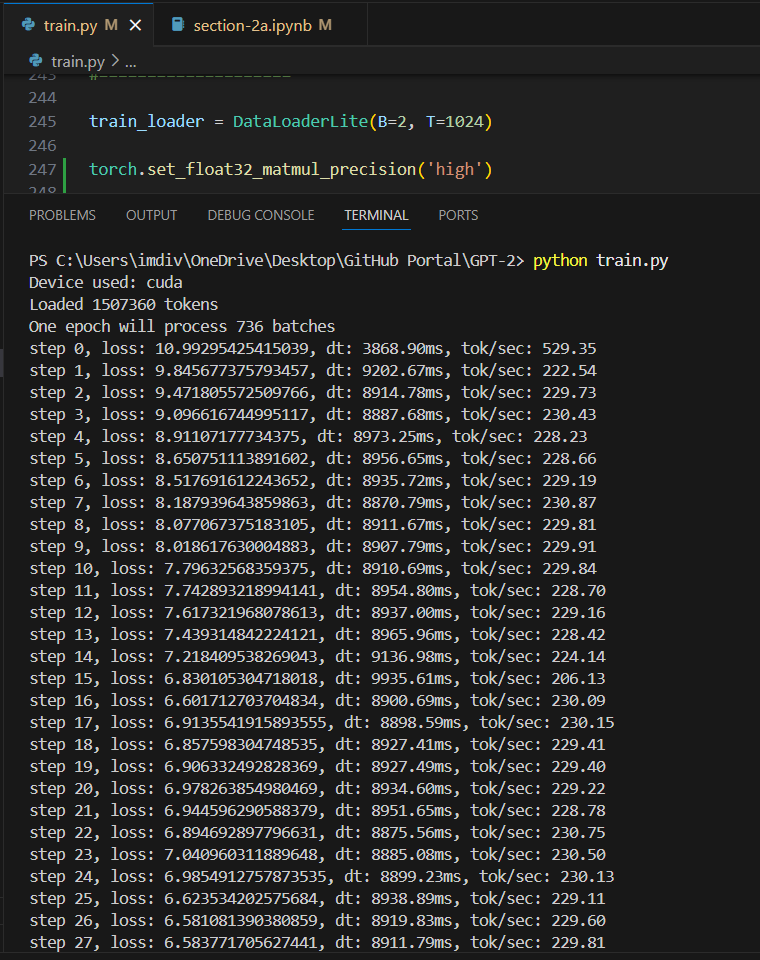 train.py M
section-2a.ipynb M
train.py > ...
243 #---------------------
244
245 train_loader = DataLoaderLite(B=2, T=1024)
246
247 torch.set_float32_matmul_precision('high')
248
PROBLEMS OUTPUT DEBUG CONSOLE TERMINAL PORTS
PS C:\Users\imdiv\OneDrive\Desktop\GitHub Portal\GPT-2> python train.py
Device used: cuda
Loaded 1507360 tokens
One epoch will process 736 batches
step 0, loss: 10.99295425415039, dt: 3868.90ms, tok/sec: 529.35
step 1, loss: 9.845677375793457, dt: 9202.67ms, tok/sec: 222.54
step 2, loss: 9.471805572509766, dt: 8914.78ms, tok/sec: 229.73
step 3, loss: 9.096616744995117, dt: 8887.68ms, tok/sec: 230.43
step 4, loss: 8.91107177734375, dt: 8973.25ms, tok/sec: 228.23
step 5, loss: 8.650751113891602, dt: 8956.65ms, tok/sec: 228.66
step 6, loss: 8.517691612243652, dt: 8935.72ms, tok/sec: 229.19
step 7, loss: 8.187939643859863, dt: 8870.79ms, tok/sec: 230.87
step 8, loss: 8.077067375183105, dt: 8911.67ms, tok/sec: 229.81
step 9, loss: 8.018617630004883, dt: 8907.79ms, tok/sec: 229.91
step 10, loss: 7.79632568359375, dt: 8910.69ms, tok/sec: 229.84
step 11, loss: 7.742893218994141, dt: 8954.80ms, tok/sec: 228.70
step 12, loss: 7.617321968078613, dt: 8937.00ms, tok/sec: 229.16
step 13, loss: 7.439314842224121, dt: 8965.96ms, tok/sec: 228.42
step 14, loss: 7.218409538269043, dt: 9136.98ms, tok/sec: 224.14
step 15, loss: 6.830105304718018, dt: 9935.61ms, tok/sec: 206.13
step 16, loss: 6.601712703704834, dt: 8900.69ms, tok/sec: 230.09
step 17, loss: 6.9135541915893555, dt: 8898.59ms, tok/sec: 230.15
step 18, loss: 6.857598304748535, dt: 8927.41ms, tok/sec: 229.41
step 19, loss: 6.906332492828369, dt: 8927.49ms, tok/sec: 229.40
step 20, loss: 6.978263854980469, dt: 8934.60ms, tok/sec: 229.22
step 21, loss: 6.944596290588379, dt: 8951.65ms, tok/sec: 228.78
step 22, loss: 6.894692897796631, dt: 8875.56ms, tok/sec: 230.75
step 23, loss: 7.040960311889648, dt: 8885.08ms, tok/sec: 230.50
step 24, loss: 6.9854912757873535, dt: 8899.23ms, tok/sec: 230.13
step 25, loss: 6.623534202575684, dt: 8938.89ms, tok/sec: 229.11
step 26, loss: 6.581081390380859, dt: 8919.83ms, tok/sec: 229.60
step 27, loss: 6.583771705627441, dt: 8911.79ms, tok/sec: 229.81